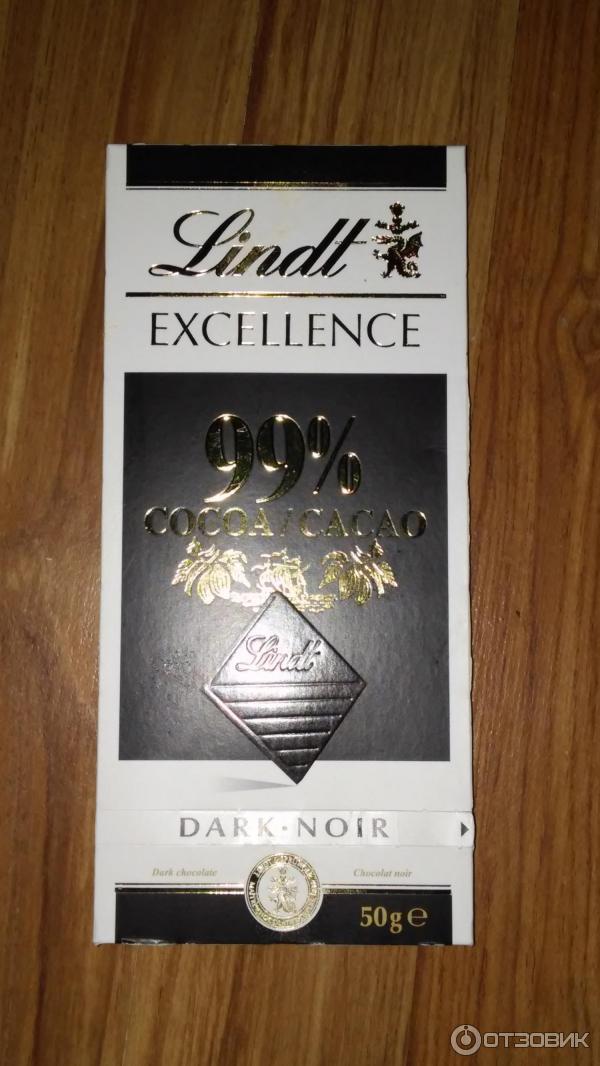 Lindt
EXCELLENCE
99%
COCOA/CACAO
Lindt
DARK·NOIR
Dark chocolate
Chocolat noir
50g e
ОТЗОВИК